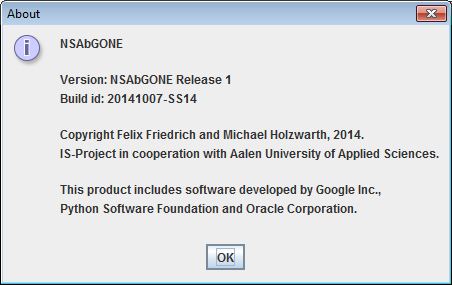 About
NSAbGONE
Version: NSAbGONE Release 1
Build id: 20141007-SS14
Copyright Felix Friedrich and Michael Holzwarth, 2014.
IS-Project in cooperation with Aalen University of Applied Sciences.
This product includes software developed by Google Inc.,
Python Software Foundation and Oracle Corporation.
OK